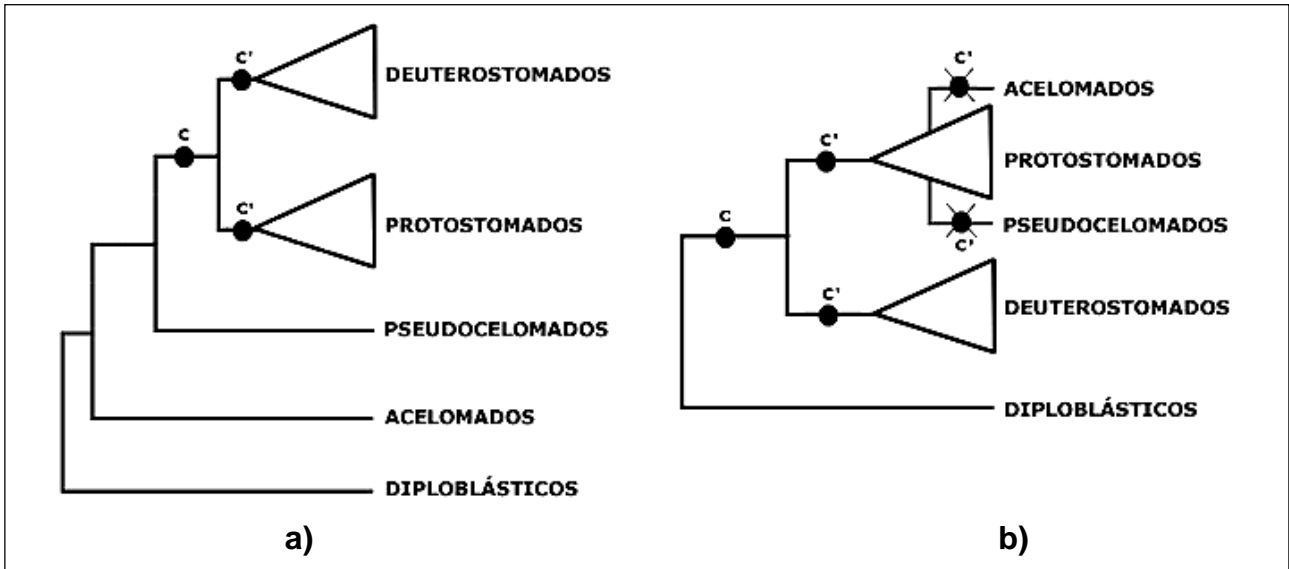 C'
DEUTEROSTOMADOS
C
C'
PROTOSTOMADOS
PSEUDOCELOMADOS
ACELOMADOS
DIPLOBLÁSTICOS
a)
C'
ACELOMADOS
C'
PROTOSTOMADOS
C
PSEUDOCELOMADOS
C'
C'
DEUTEROSTOMADOS
DIPLOBLÁSTICOS
b)